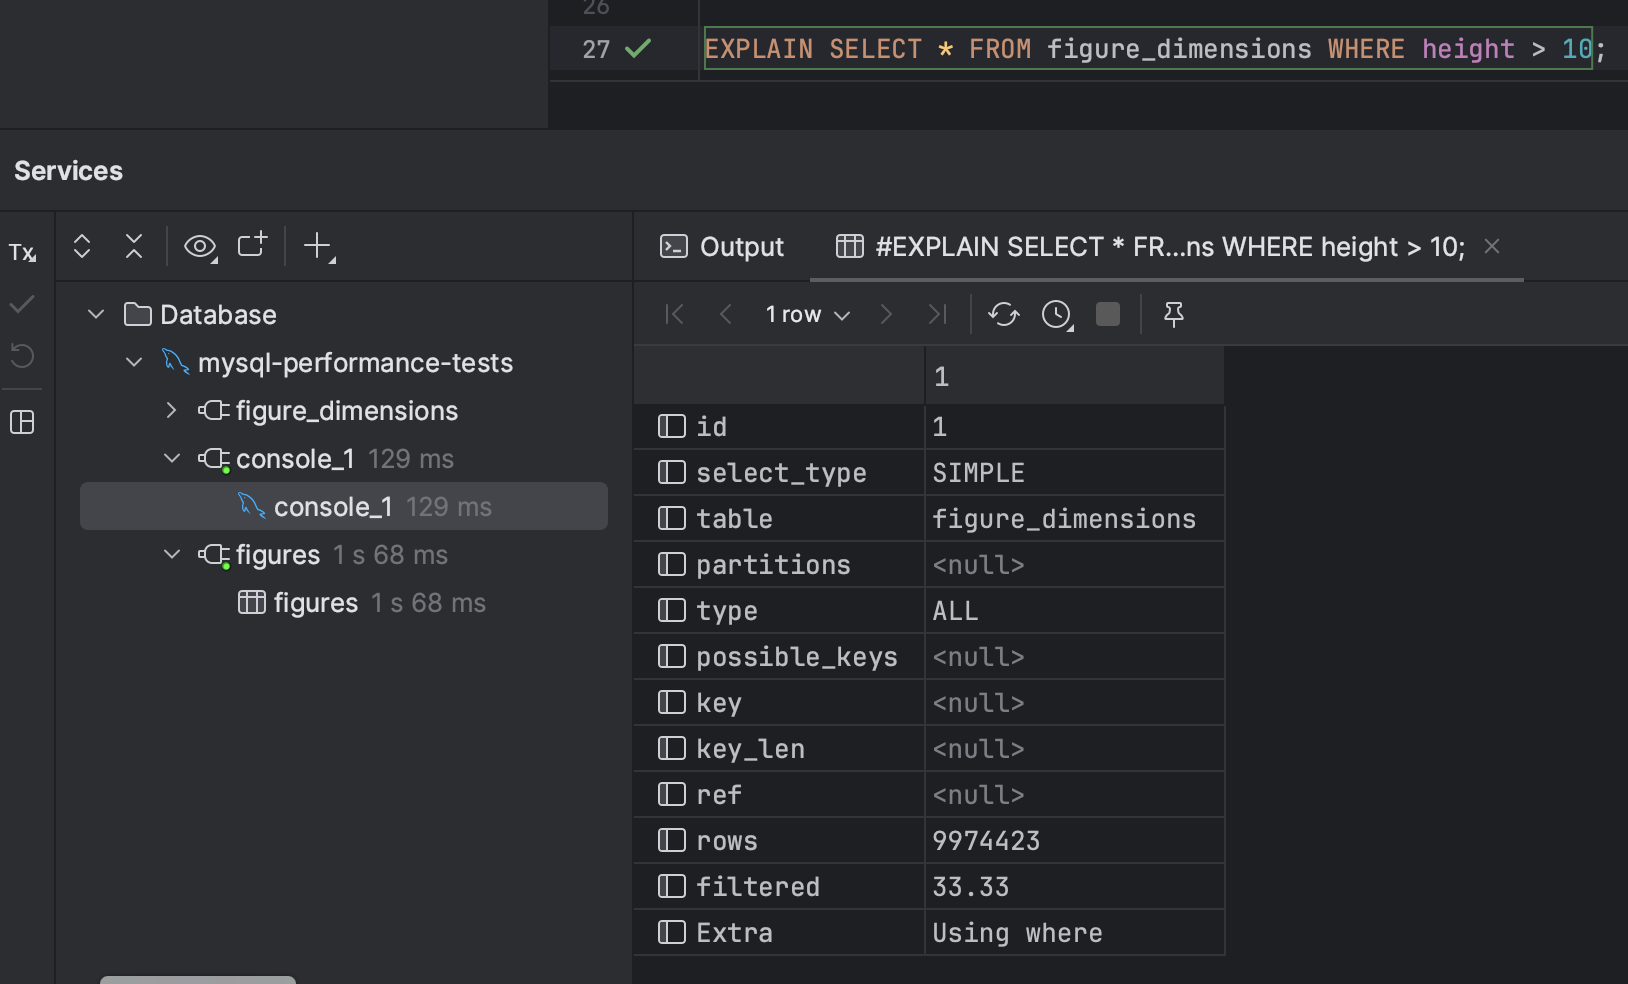 26
27 EXPLAIN SELECT * FROM figure_dimensions WHERE height > 10;
Services
Tx
Output
#EXPLAIN SELECT * FR...ns WHERE height > 10;
1 row
Database
mysql-performance-tests
figure_dimensions
console_1 129 ms
console_1 129 ms
figures 1 s 68 ms
figures 1 s 68 ms
1
id 1
select_type SIMPLE
table figure_dimensions
partitions <null>
type ALL
possible_keys <null>
key <null>
key_len <null>
ref <null>
rows 9974423
filtered 33.33
Extra Using where